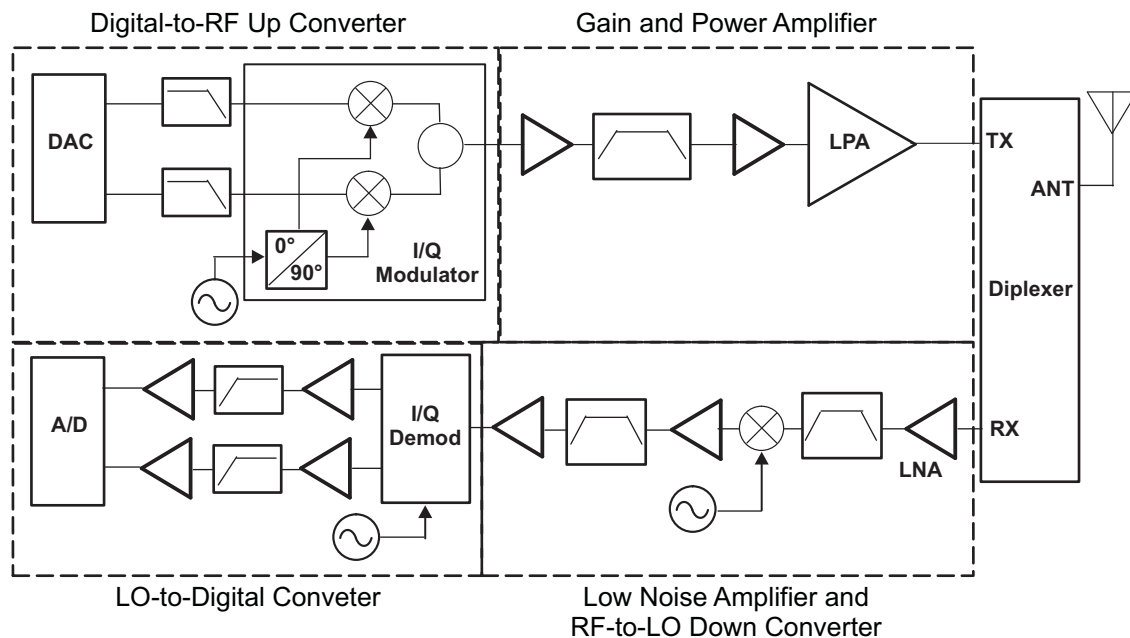 Digital-to-RF Up Converter
Gain and Power Amplifier
DAC
LPA
TX
ANT
0°
90°
I/Q
Modulator
Diplexer
A/D
I/Q
Demod
RX
LNA
LO-to-Digital Conveter
Low Noise Amplifier and
RF-to-LO Down Converter